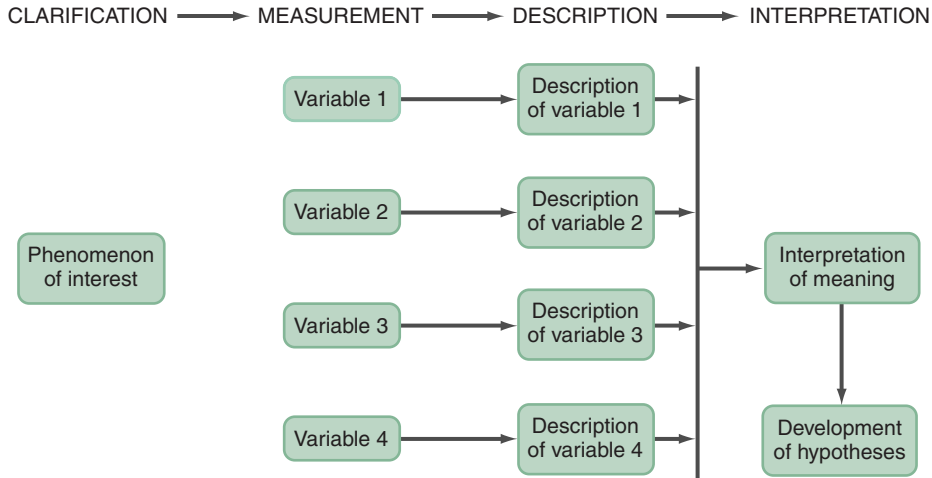 CLARIFICATION MEASUREMENT DESCRIPTION INTERPRETATION
Variable 1
Description
of variable 1
Variable 2
Description
of variable 2
Phenomenon
of interest
Interpretation
of meaning
Variable 3
Description
of variable 3
Variable 4
Description
of variable 4
Development
of hypotheses